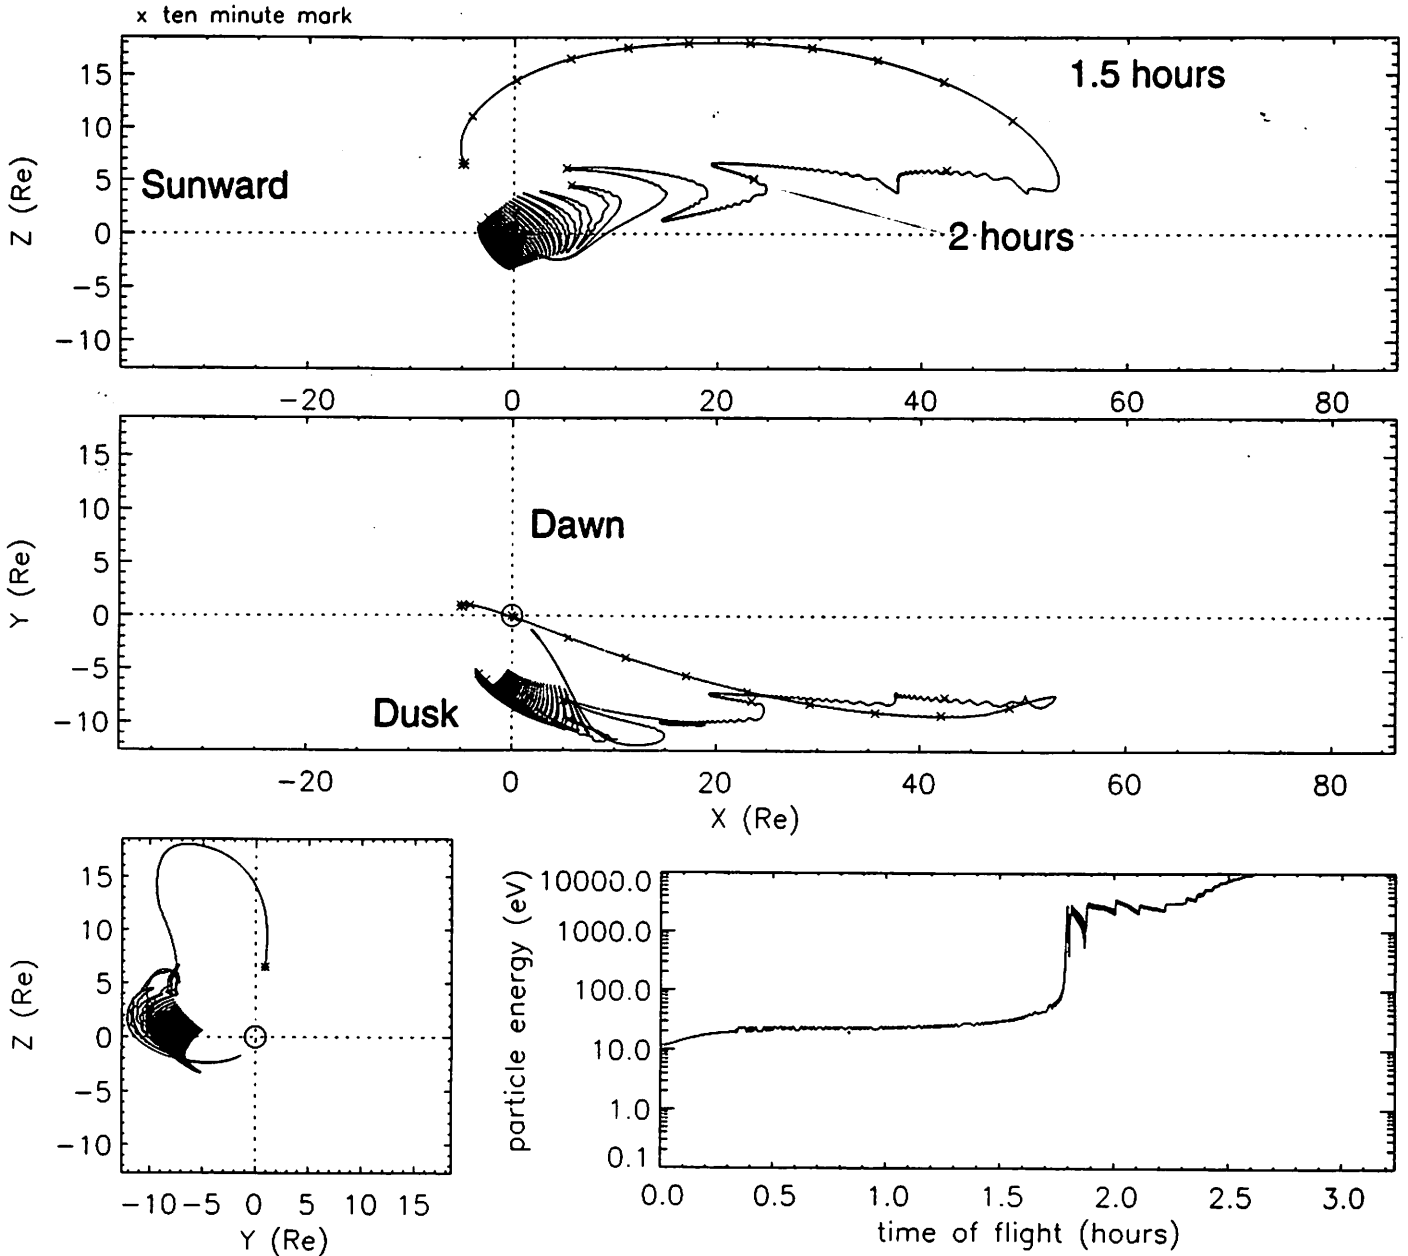 x ten minute mark
Z (Re)
15
10
5
0
−5
−10
1.5 hours
Sunward
2 hours
−20 0 20 40 60 80
Y (Re)
15
10
5
0
−5
−10
Dawn
Dusk
−20 0 20 40 60 80
X (Re)
Z (Re)
15
10
5
0
−5
−10
−10 −5 0 5 10 15
Y (Re)
particle energy (eV)
10000.0
1000.0
100.0
10.0
1.0
0.1
0.0 0.5 1.0 1.5 2.0 2.5 3.0
time of flight (hours)